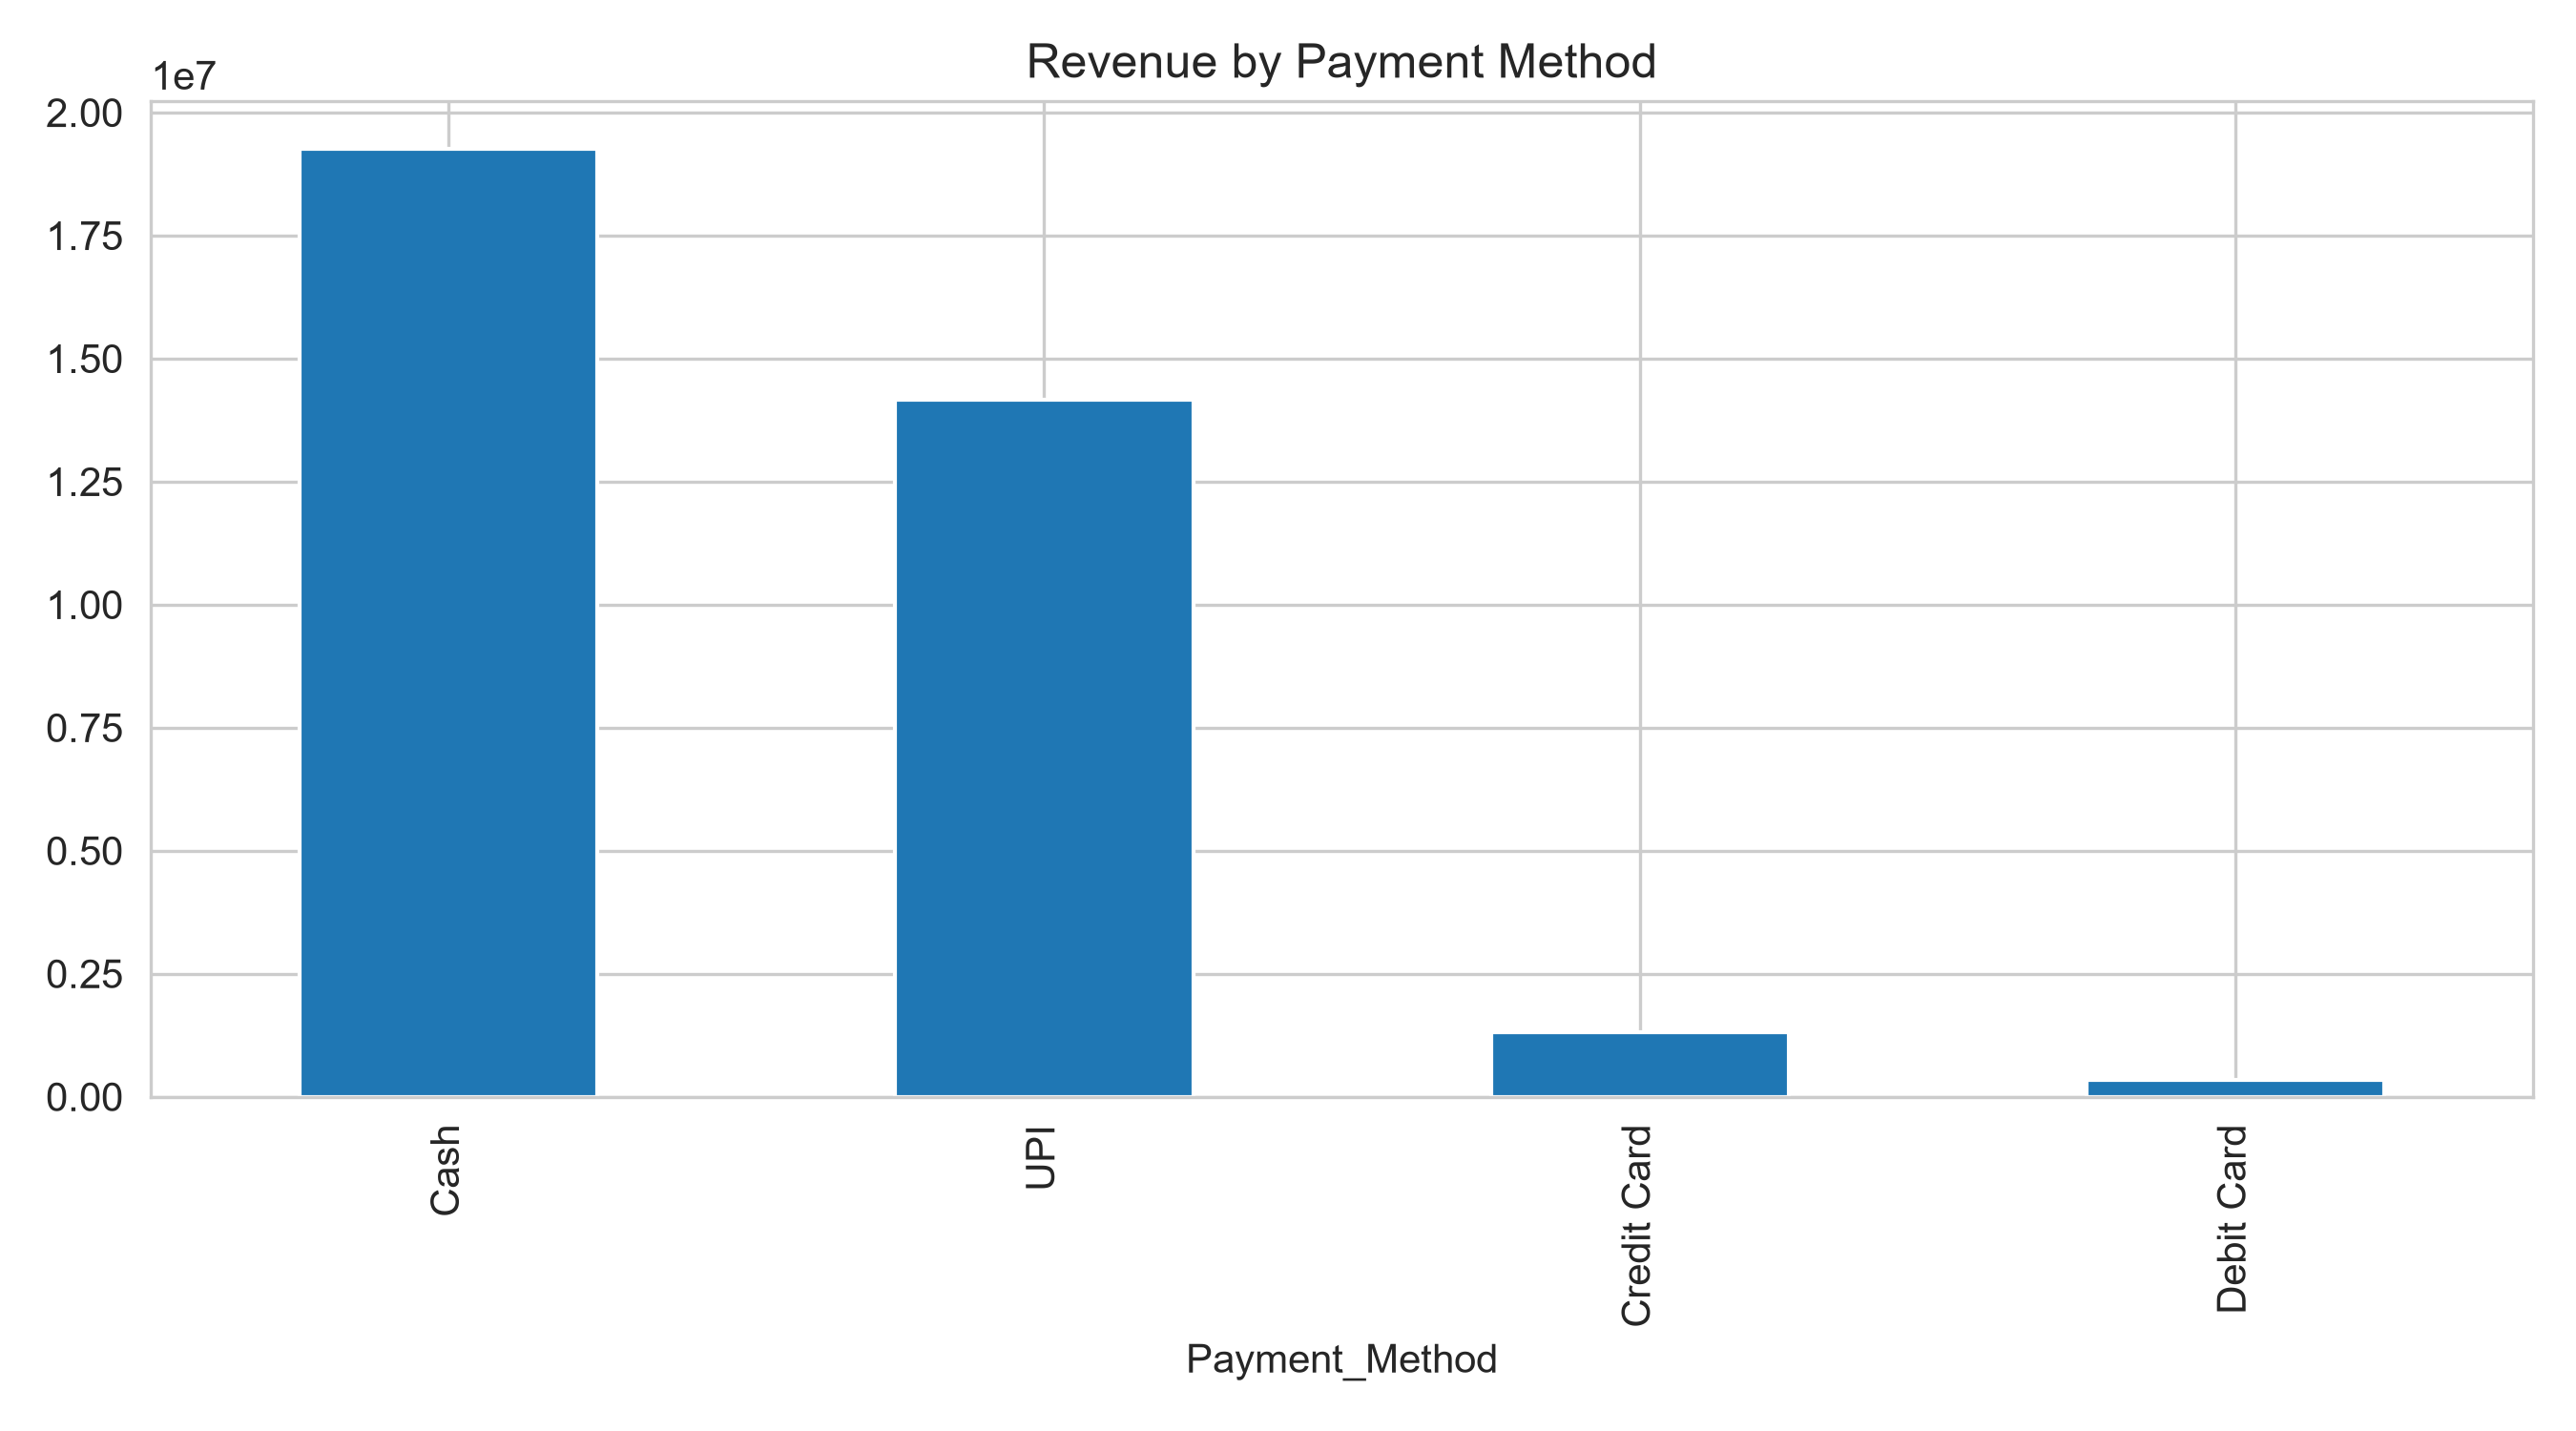 Revenue by Payment Method
1e7
2.00
1.75
1.50
1.25
1.00
0.75
0.50
0.25
0.00
Cash
UPI
Credit Card
Debit Card
Payment_Method